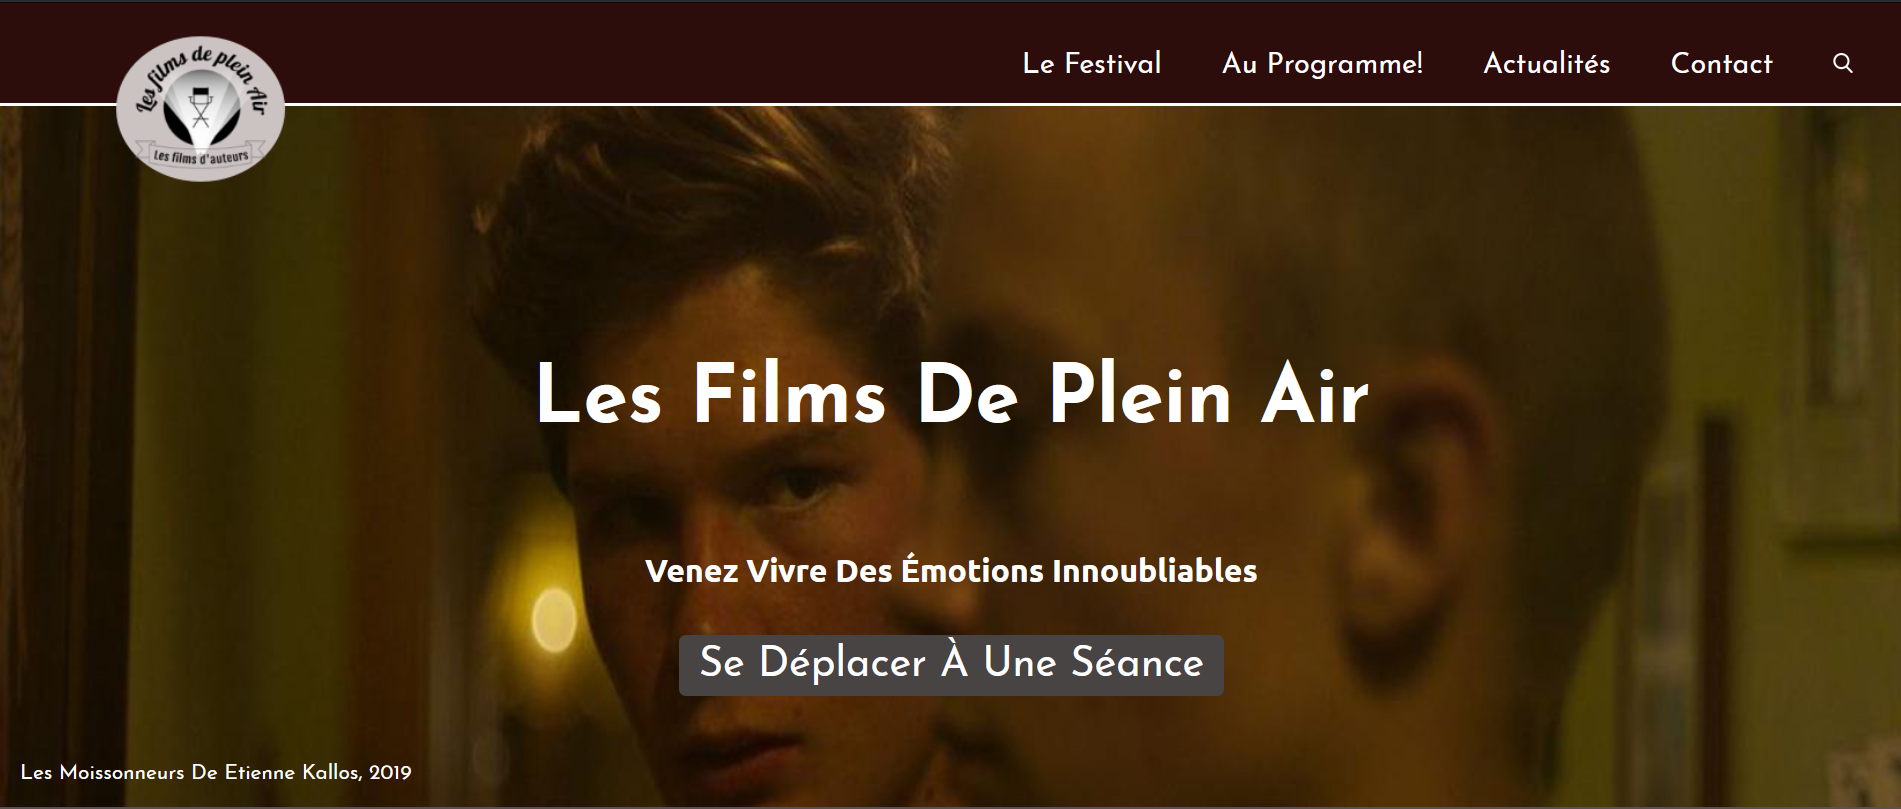 Les films de plein Air
Les films d'auteurs
Le Festival
Au Programme!
Actualités
Contact
Les Films De Plein Air
Venez Vivre Des Émotions Innoubliables
Se Déplacer À Une Séance
Les Moissonneurs De Etienne Kallos, 2019